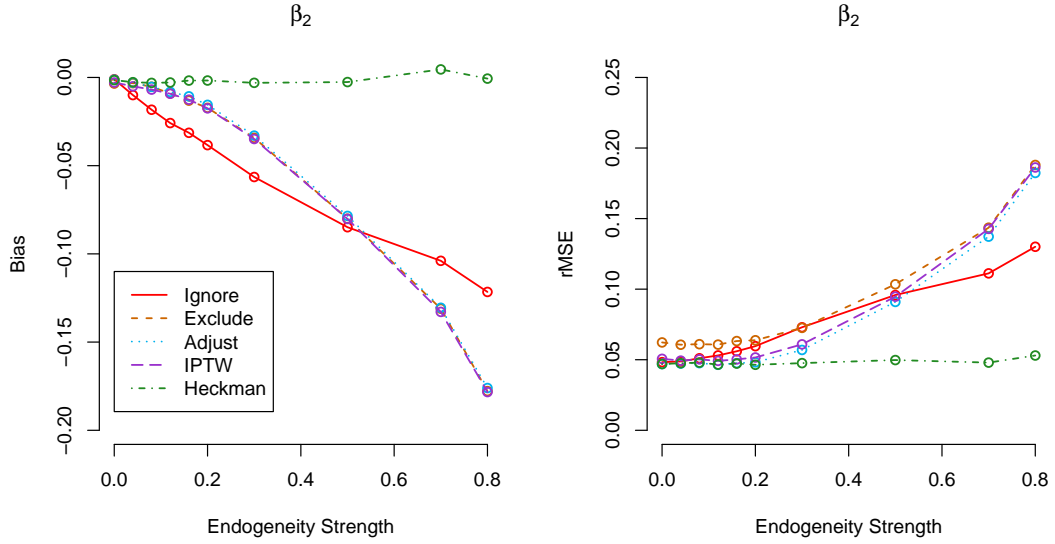 β2
β2
0.00
−0.05
−0.10
−0.15
−0.20
Bias
Ignore
Exclude
Adjust
IPTW
Heckman
0.0 0.2 0.4 0.6 0.8
Endogeneity Strength
0.25
0.20
0.15
0.10
0.05
0.00
rMSE
0.0 0.2 0.4 0.6 0.8
Endogeneity Strength